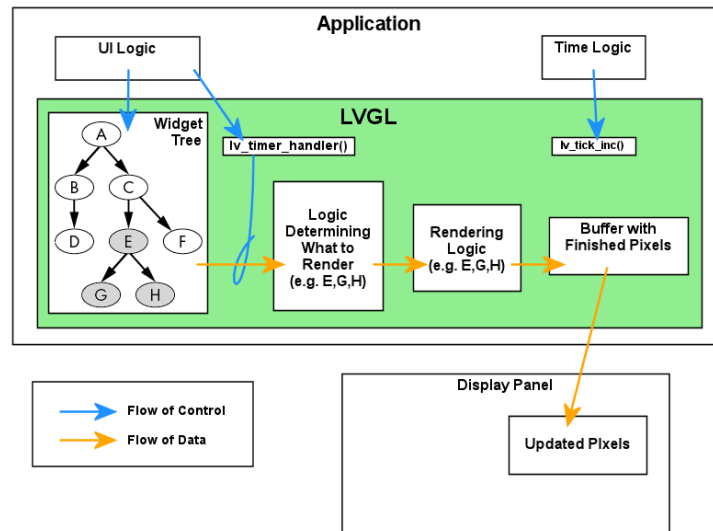 Application
UI Logic
Time Logic
LVGL
Widget
Tree
A
B
C
D
E
F
G
H
lv_timer_handler()
lv_tick_inc()
Logic
Determining
What to
Render
(e.g. E,G,H)
Rendering
Logic
(e.g. E,G,H)
Buffer with
Finished Pixels
Flow of Control
Flow of Data
Display Panel
Updated PIxels